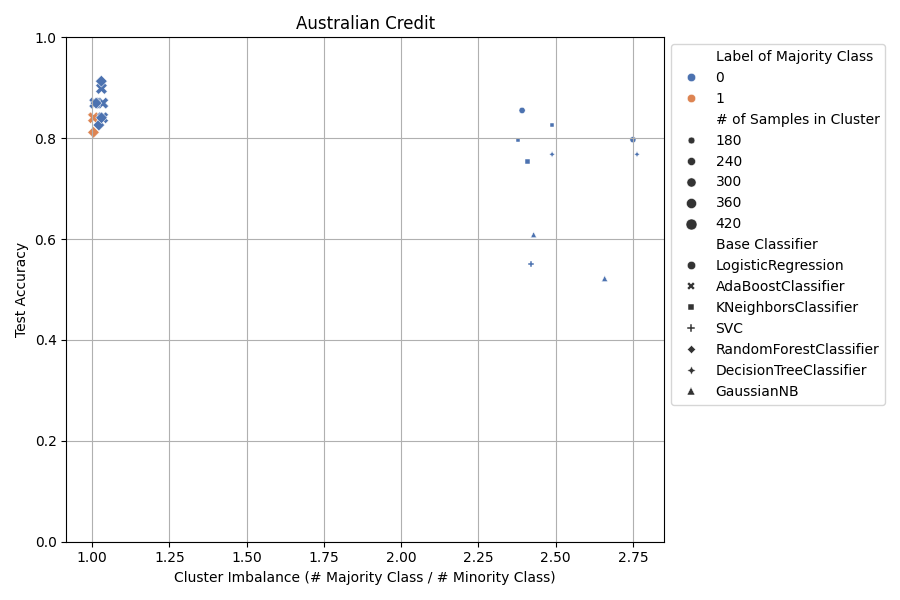 Australian Credit
1.0
0.8
0.6
0.4
0.2
0.0
Test Accuracy
1.00 1.25 1.50 1.75 2.00 2.25 2.50 2.75
Cluster Imbalance (# Majority Class / # Minority Class)
Label of Majority Class
0
1
# of Samples in Cluster
180
240
300
360
420
Base Classifier
LogisticRegression
AdaBoostClassifier
KNeighborsClassifier
SVC
RandomForestClassifier
DecisionTreeClassifier
GaussianNB